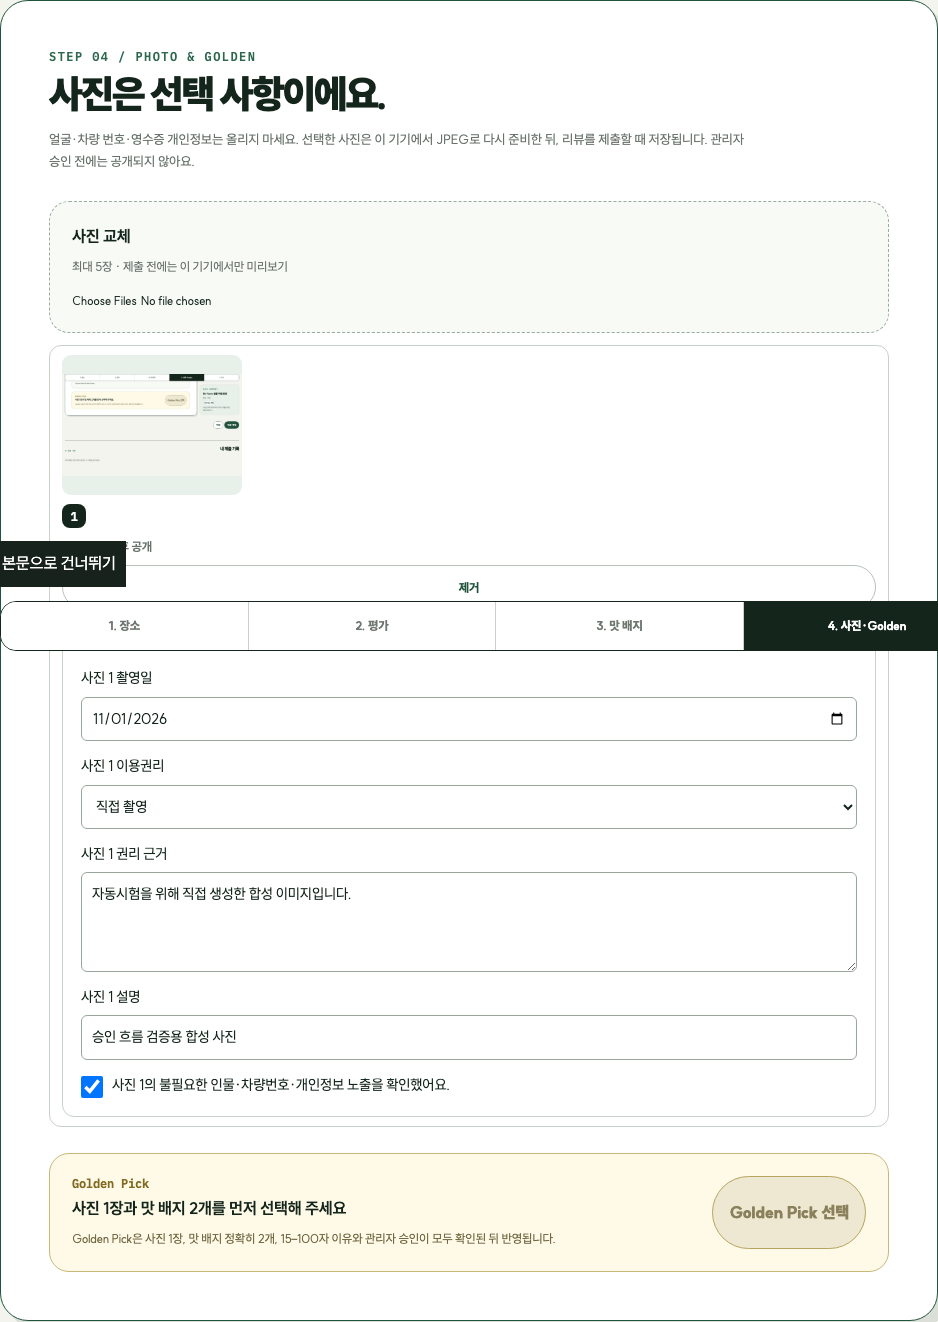 STEP 04 / PHOTO & GOLDEN
사진은 선택 사항이에요.
얼굴·차량 번호·영수증 개인정보는 올리지 마세요. 선택한 사진은 이 기기에서 JPEG로 다시 준비한 뒤, 리뷰를 제출할 때 저장됩니다. 관리자
승인 전에는 공개되지 않아요.
사진 교체
최대 5장 · 제출 전에는 이 기기에서만 미리보기
Choose Files No file chosen
1
공개
본문으로 건너뛰기
제거
1. 장소
2. 평가
3. 맛 배지
4. 사진·Golden
사진 1 촬영일
11/01/2026
사진 1 이용권리
직접 촬영
사진 1 권리 근거
자동시험을 위해 직접 생성한 합성 이미지입니다.
사진 1 설명
승인 흐름 검증용 합성 사진
사진 1의 불필요한 인물·차량번호·개인정보 노출을 확인했어요.
Golden Pick
사진 1장과 맛 배지 2개를 먼저 선택해 주세요
Golden Pick은 사진 1장, 맛 배지 정확히 2개, 15–100자 이유와 관리자 승인이 모두 확인된 뒤 반영됩니다.
Golden Pick 선택